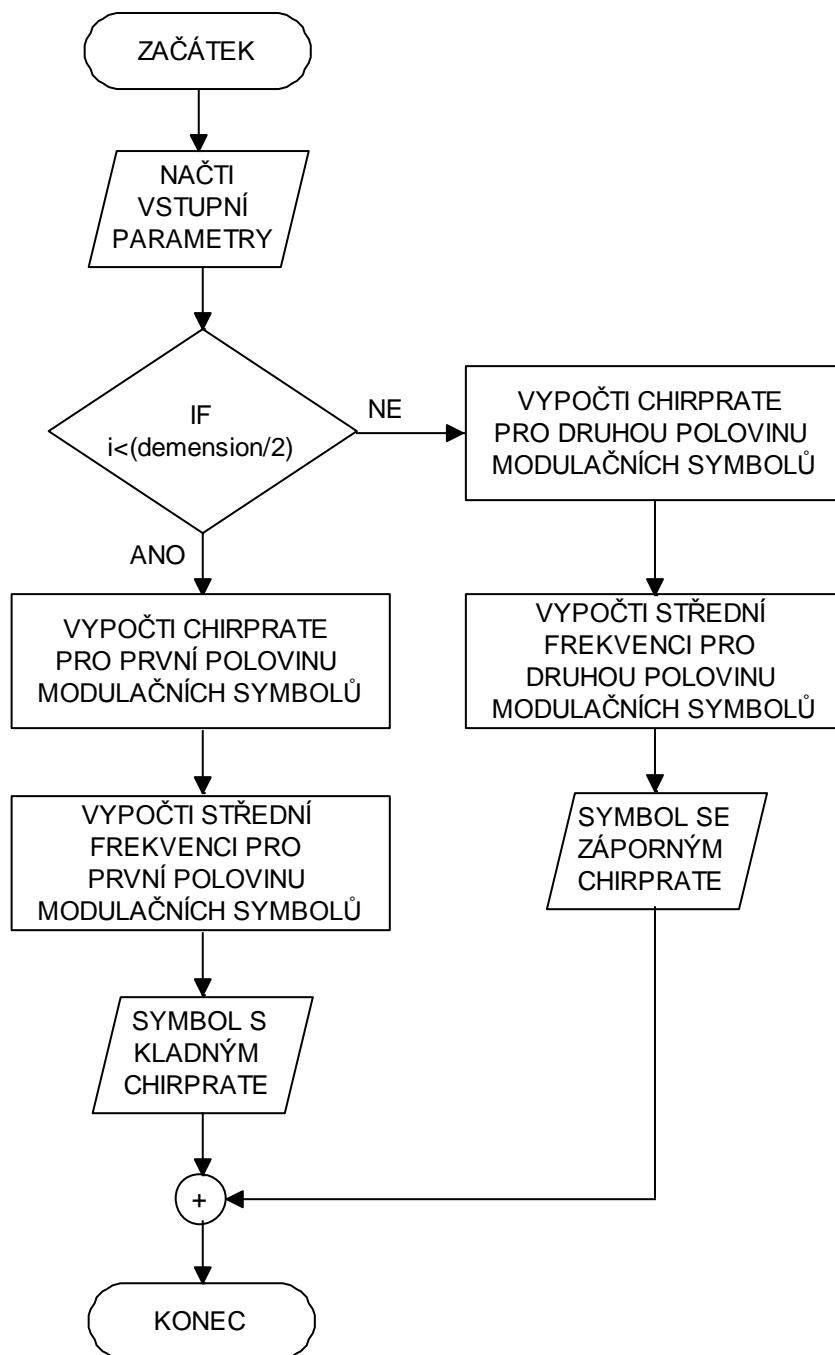 ZAČÁTEK
NAČTI
VSTUPNÍ
PARAMETRY
IF
i<(demension/2)
NE
ANO
VYPOČTI CHIRPRATE
PRO DRUHOU POLOVINU
MODULAČNÍCH SYMBOLŮ
VYPOČTI STŘEDNÍ
FREKVENCI PRO
DRUHOU POLOVINU
MODULAČNÍCH SYMBOLŮ
SYMBOL SE
ZÁPORNÝM
CHIRPRATE
VYPOČTI CHIRPRATE
PRO PRVNÍ POLOVINU
MODULAČNÍCH SYMBOLŮ
VYPOČTI STŘEDNÍ
FREKVENCI PRO
PRVNÍ POLOVINU
MODULAČNÍCH SYMBOLŮ
SYMBOL S
KLADNÝM
CHIRPRATE
+
KONEC